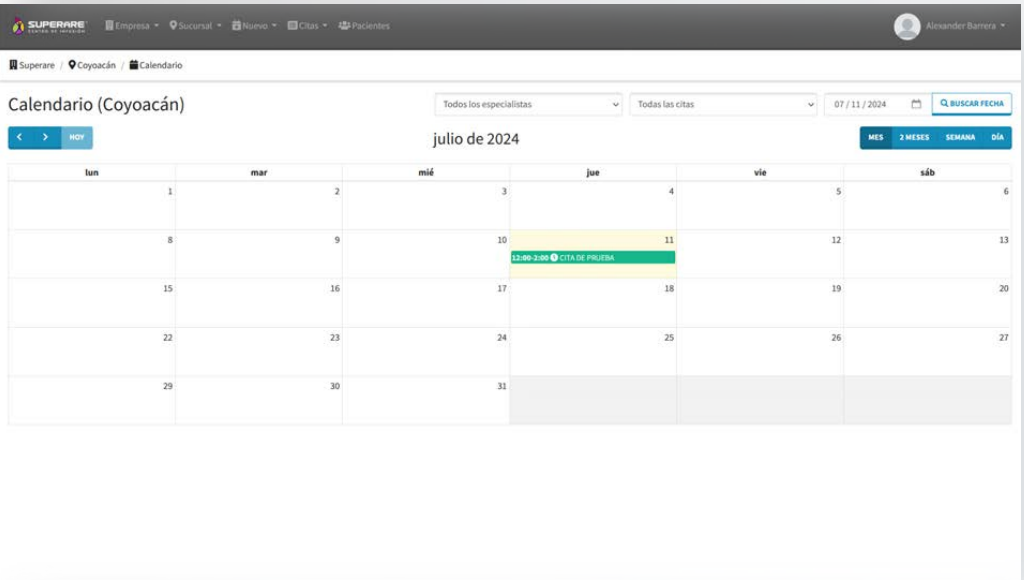 SUPERARE Empresa Sucursal Nuevo Citas Pacientes Alexander Barrera
CENTRO DE INFUSIÓN
Superare / Coyoacán / Calendario
Calendario (Coyoacán) Todos los especialistas Todas las citas 07 / 11 / 2024 BUSCAR FECHA
HOY julio de 2024 MES 2 MESES SEMANA DÍA
lun mar mié jue vie sáb
1 2 3 4 5 6
8 9 10 11 12 13
12:00-2:00 CITA DE PRUEBA
15 16 17 18 19 20
22 23 24 25 26 27
29 30 31